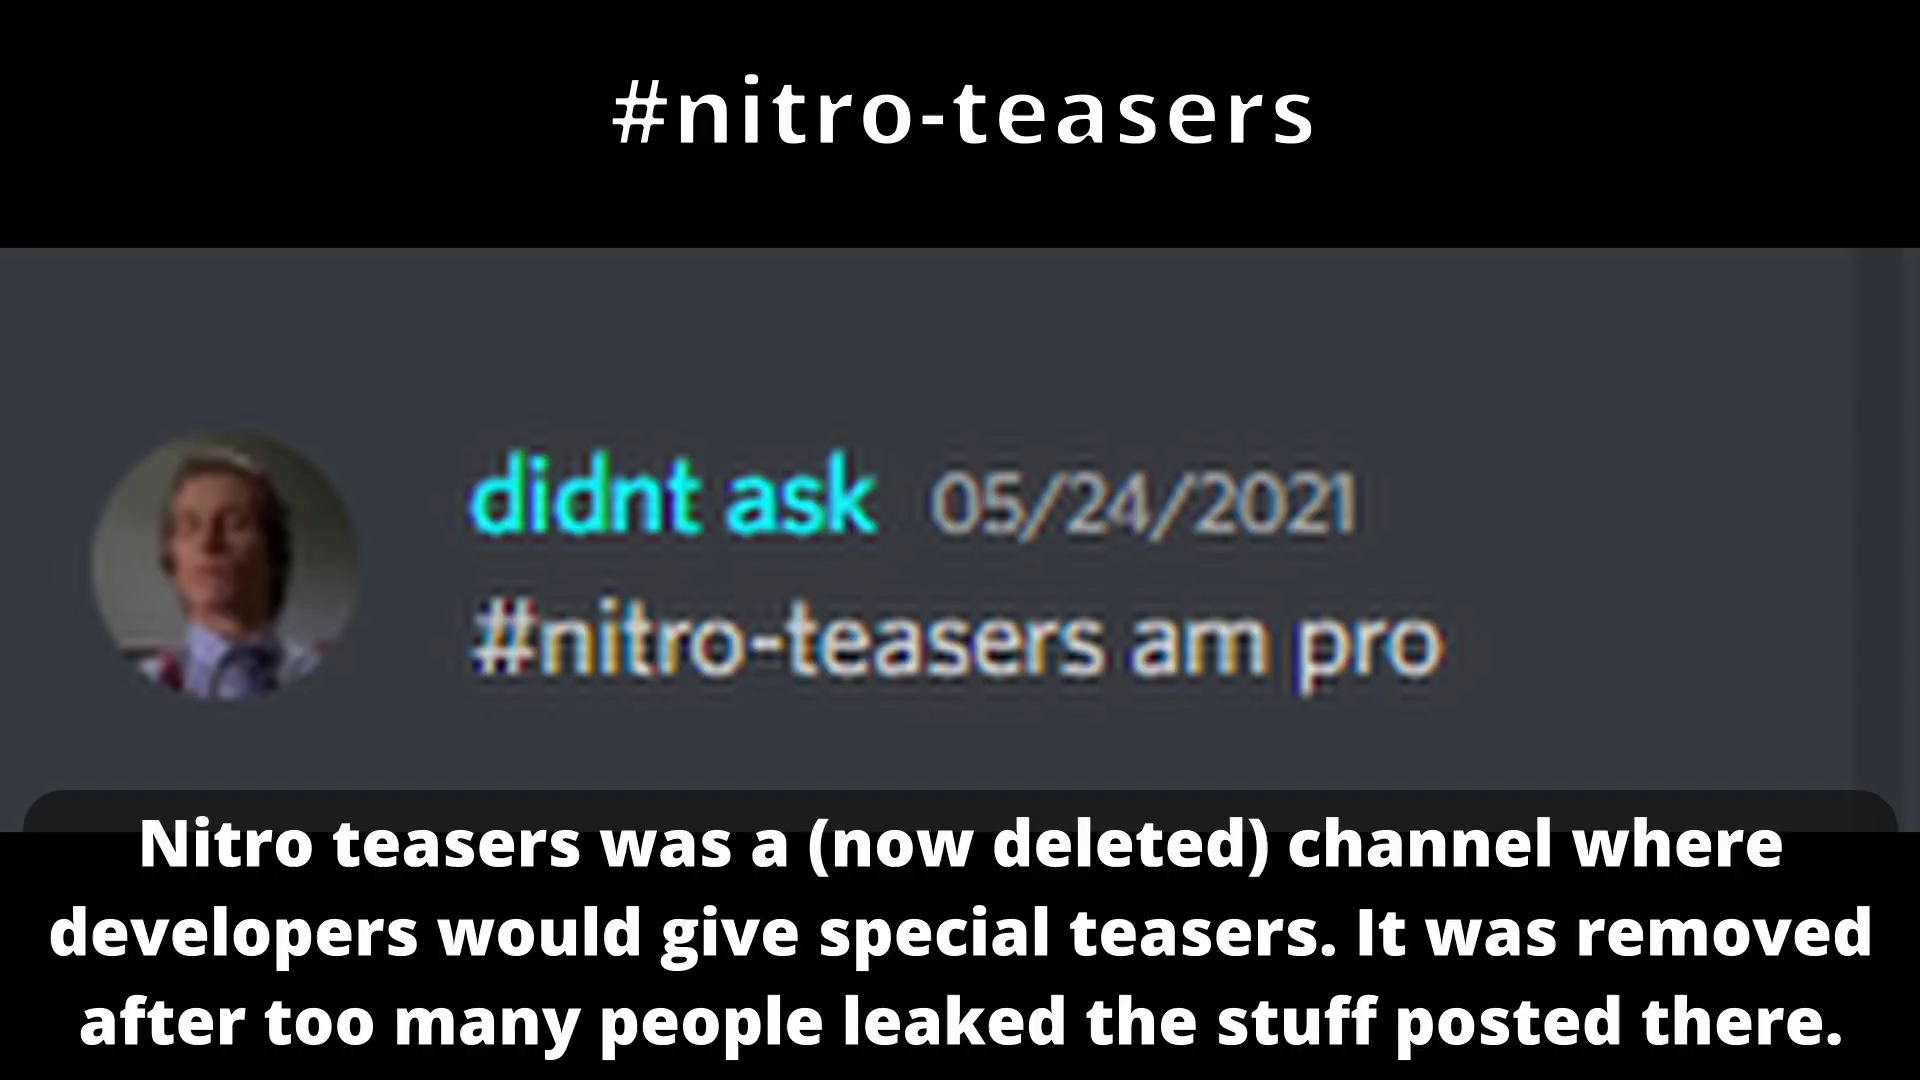 #nitro-teasers
didnt ask 05/24/2021
#nitro-teasers am pro
Nitro teasers was a (now deleted) channel where
developers would give special teasers. It was removed
after too many people leaked the stuff posted there.